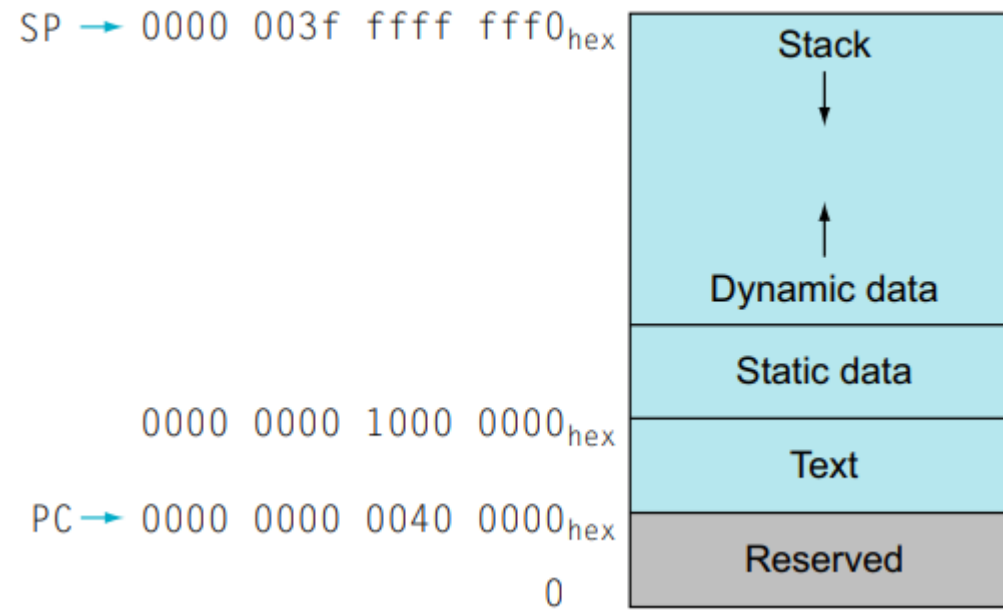 SP → 0000 003f ffff fff0hex
Stack
Dynamic data
Static data
0000 0000 1000 0000hex
Text
PC → 0000 0000 0040 0000hex
Reserved
0